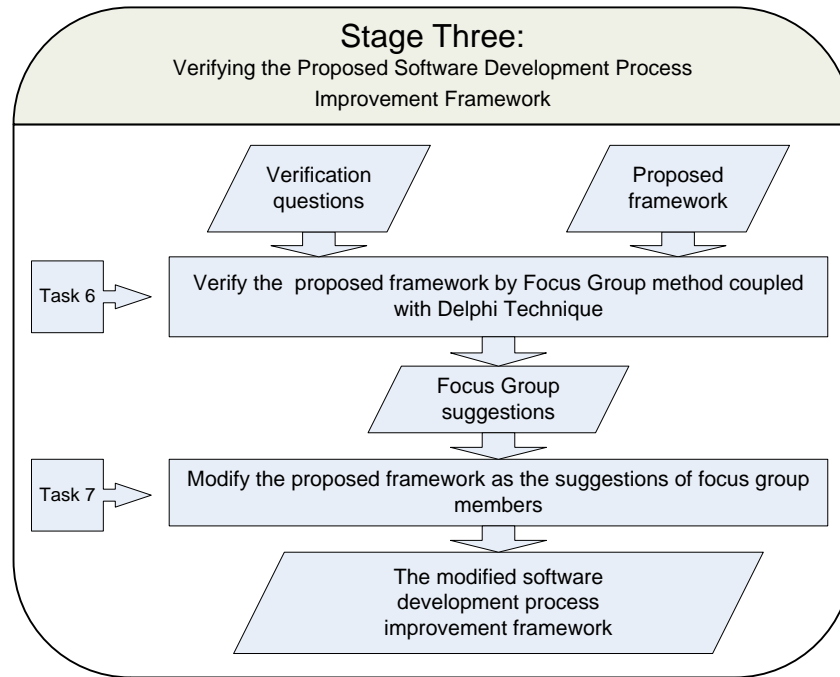 Stage Three:
Verifying the Proposed Software Development Process
Improvement Framework
Verification
questions
Proposed
framework
Task 6
Verify the  proposed framework by Focus Group method coupled
with Delphi Technique
Focus Group
suggestions
Task 7
Modify the proposed framework as the suggestions of focus group
members
The modified software
development process
improvement framework